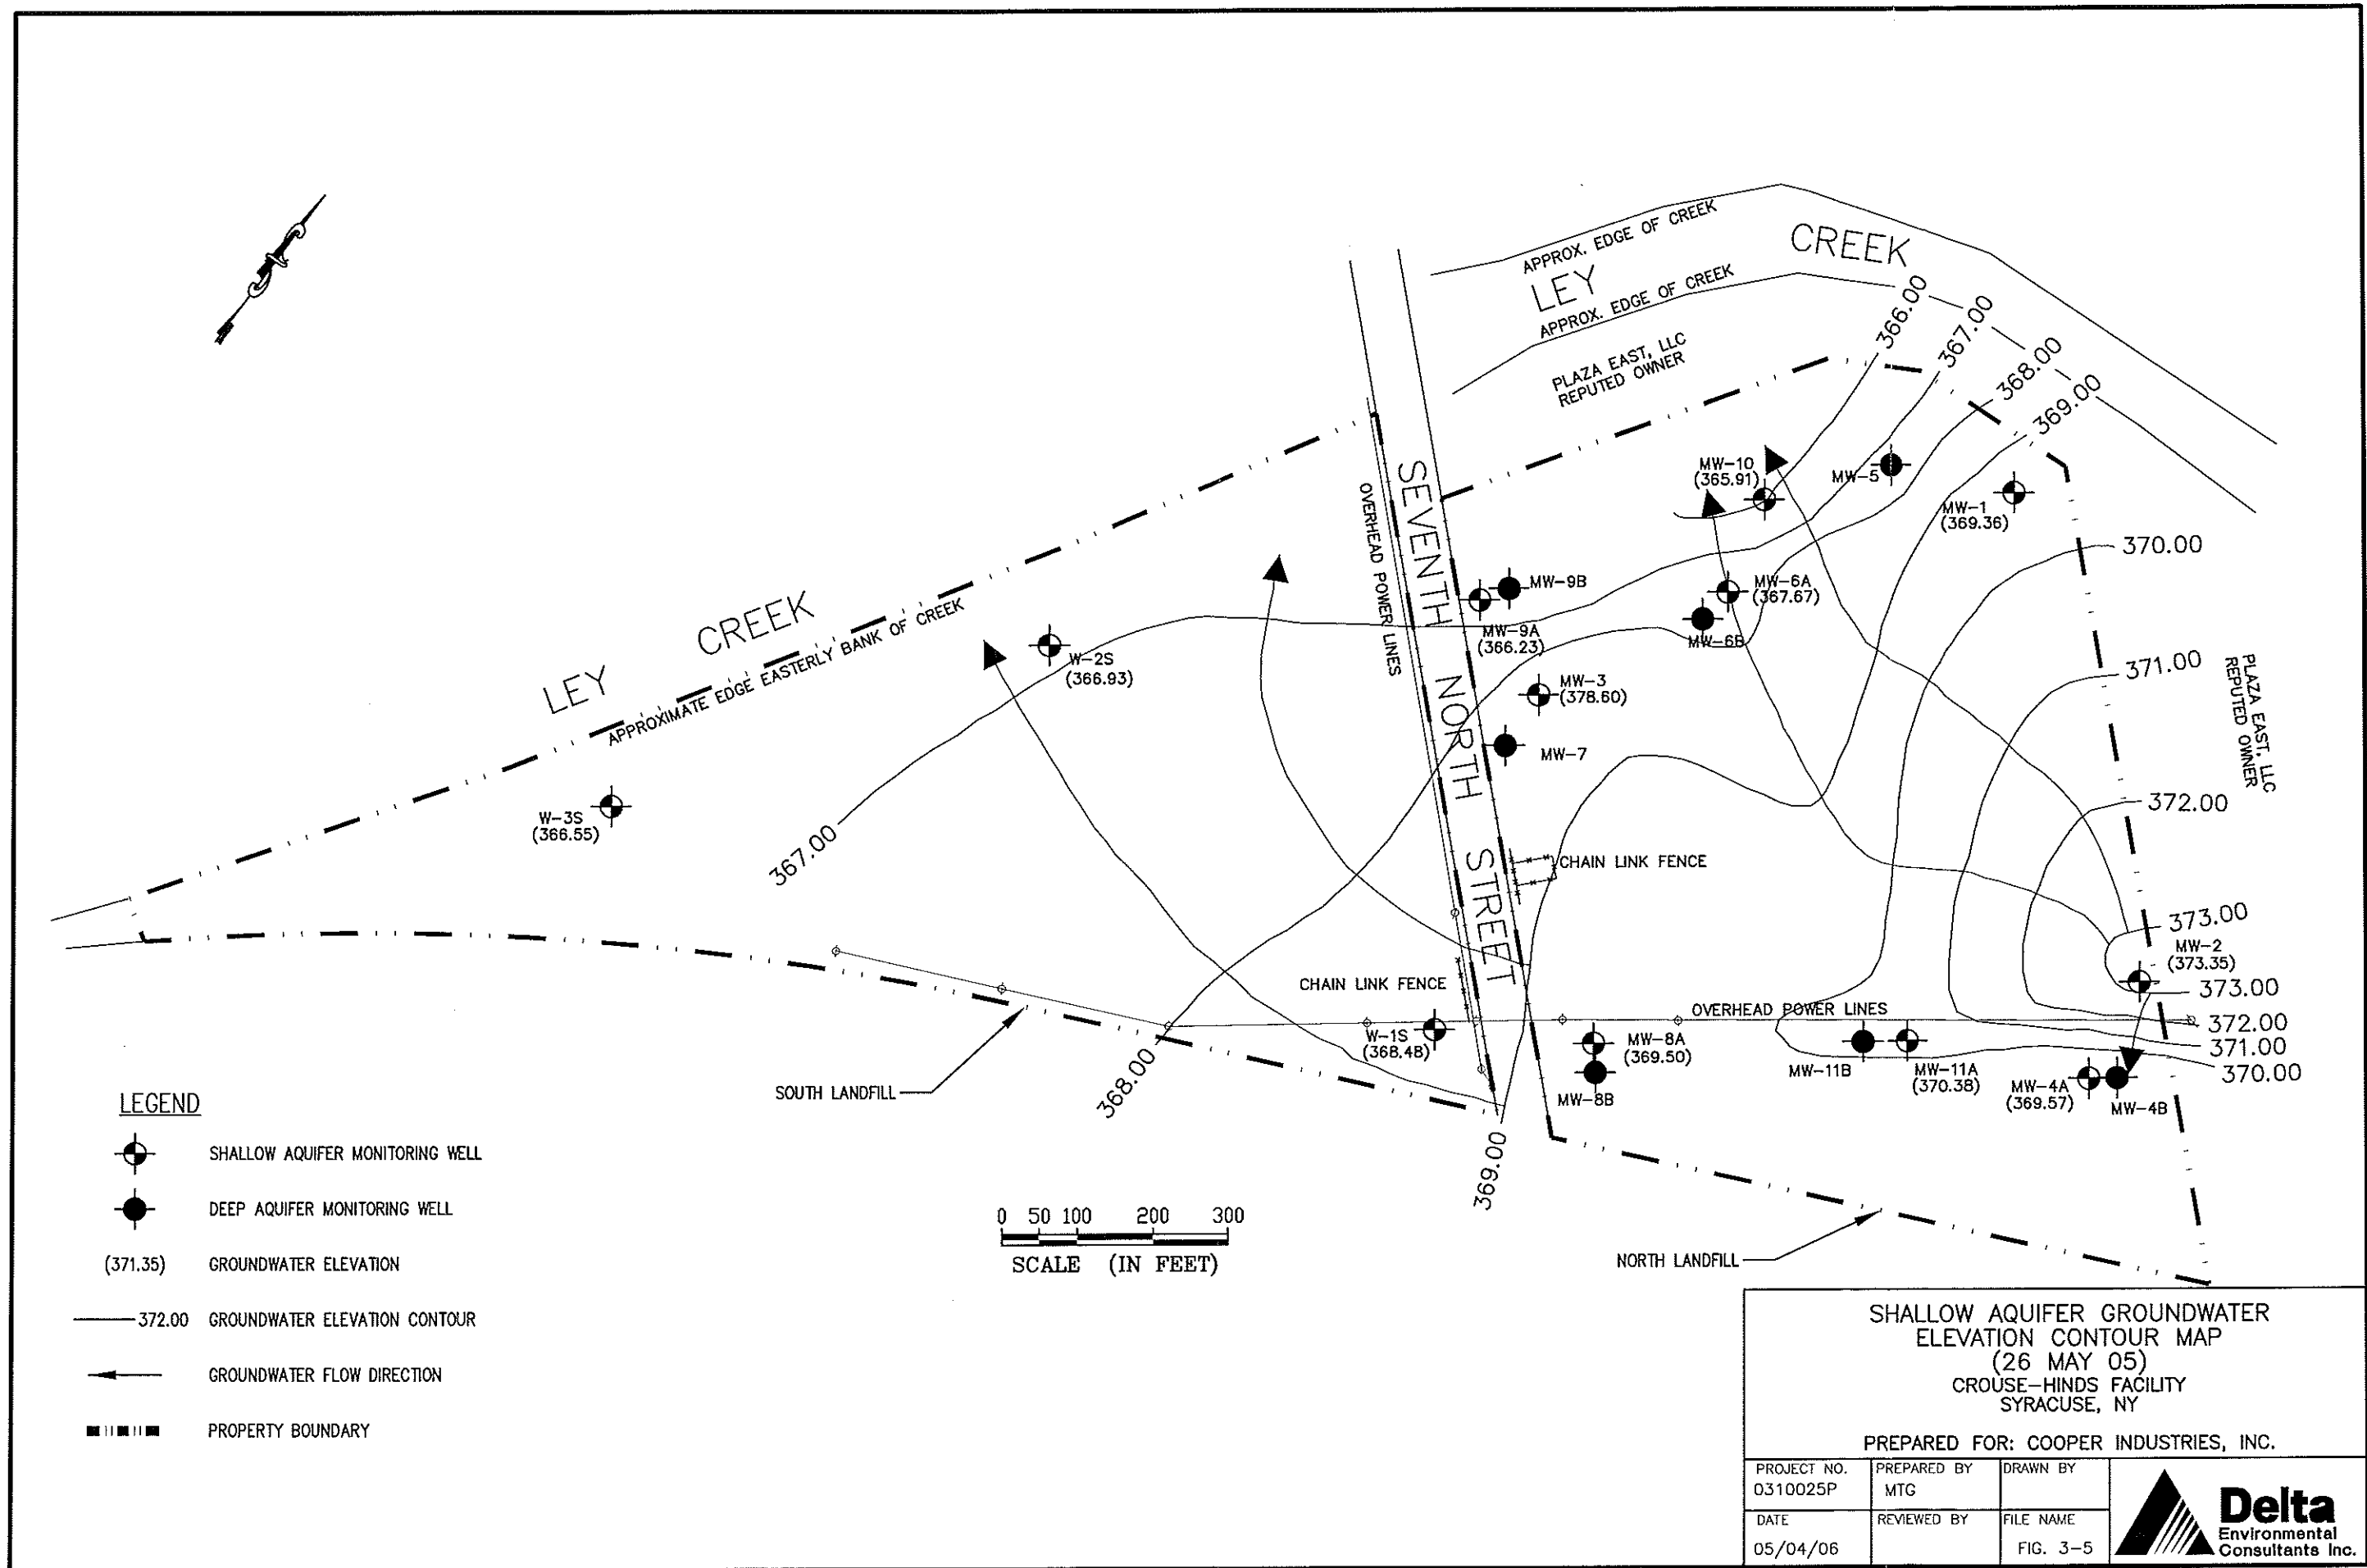 APPROX. EDGE OF CREEK
LEY CREEK
APPROX. EDGE OF CREEK
PLAZA EAST, LLC
REPUTED OWNER
366.00
367.00
368.00
369.00
370.00
371.00
372.00
373.00
PLAZA EAST, LLC
REPUTED OWNER
MW-10
(365.91)
MW-5
MW-1
(369.36)
OVERHEAD POWER LINES
SEVENTH NORTH STREET
MW-9B
MW-9A
(366.23)
MW-6A
(367.67)
MW-6B
MW-3
(378.60)
MW-7
LEY CREEK
APPROXIMATE EDGE EASTERLY BANK OF CREEK
W-2S
(366.93)
W-3S
(366.55)
367.00
CHAIN LINK FENCE
MW-2
(373.35)
373.00
372.00
371.00
370.00
CHAIN LINK FENCE
OVERHEAD POWER LINES
W-1S
(368.48)
MW-8A
(369.50)
MW-8B
MW-11B
MW-11A
(370.38)
MW-4A
(369.57)
MW-4B
SOUTH LANDFILL
368.00
369.00
NORTH LANDFILL
LEGEND
SHALLOW AQUIFER MONITORING WELL
DEEP AQUIFER MONITORING WELL
(371.35) GROUNDWATER ELEVATION
372.00 GROUNDWATER ELEVATION CONTOUR
GROUNDWATER FLOW DIRECTION
PROPERTY BOUNDARY
0 50 100 200 300
SCALE (IN FEET)
SHALLOW AQUIFER GROUNDWATER
ELEVATION CONTOUR MAP
(26 MAY 05)
CROUSE-HINDS FACILITY
SYRACUSE, NY
PREPARED FOR: COOPER INDUSTRIES, INC.
PROJECT NO. PREPARED BY DRAWN BY
0310025P MTG
DATE REVIEWED BY FILE NAME
05/04/06 FIG. 3-5
Delta
Environmental
Consultants Inc.